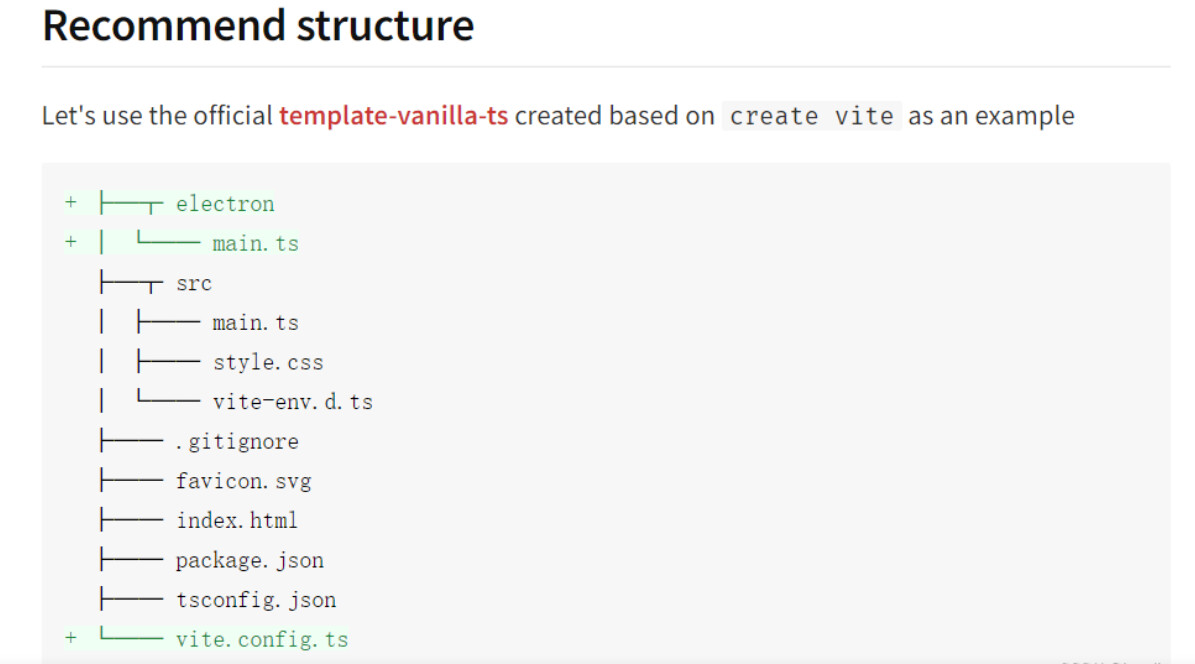 Recommend structure
Let's use the official template-vanilla-ts created based on create vite as an example
+ ├──┬ electron
+ │ └─── main.ts
├──┬ src
│ ├─── main.ts
│ ├─── style.css
│ └─── vite-env.d.ts
├─── .gitignore
├─── favicon.svg
├─── index.html
├─── package.json
├─── tsconfig.json
+ └─── vite.config.ts